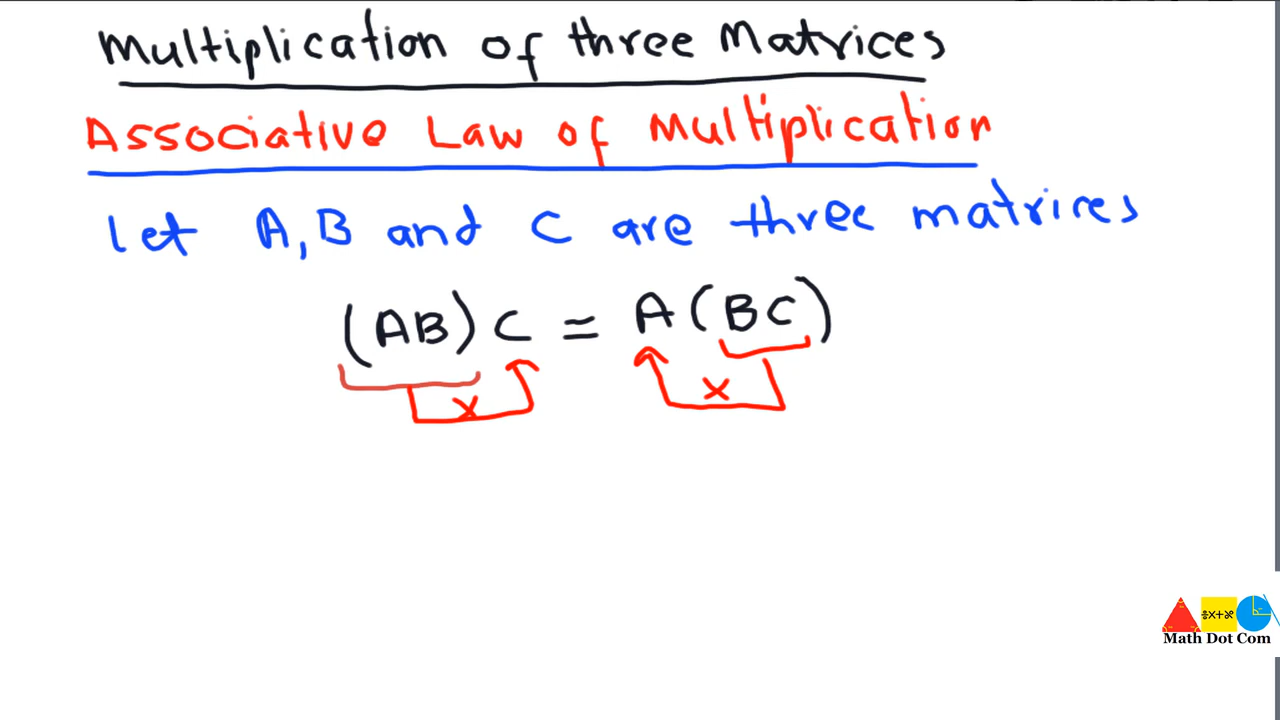 Multiplication of three Matrices
Associative Law of Multiplication
Let A, B and C are three matrices
(AB) C = A (BC)
x x
Math Dot Com